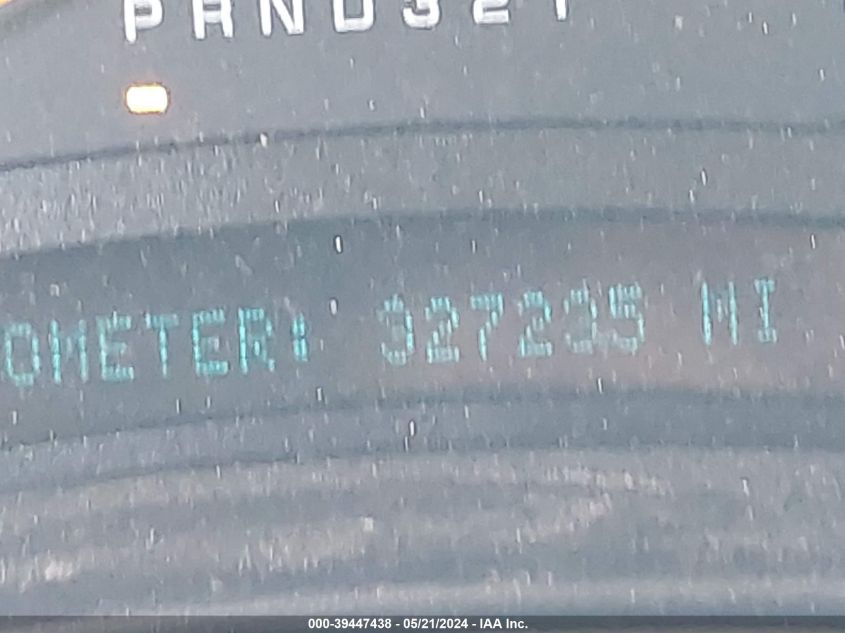 PRND321
OMETER: 327235 MI
000-39447438 - 05/21/2024 - IAA Inc.